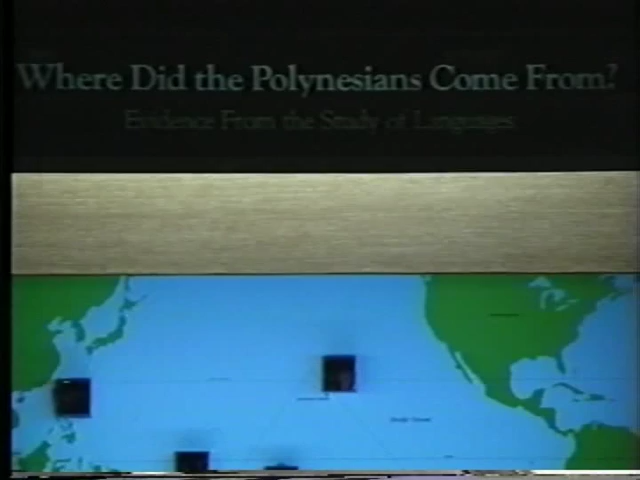 Where Did the Polynesians Come From?
Evidence From the Study of Languages